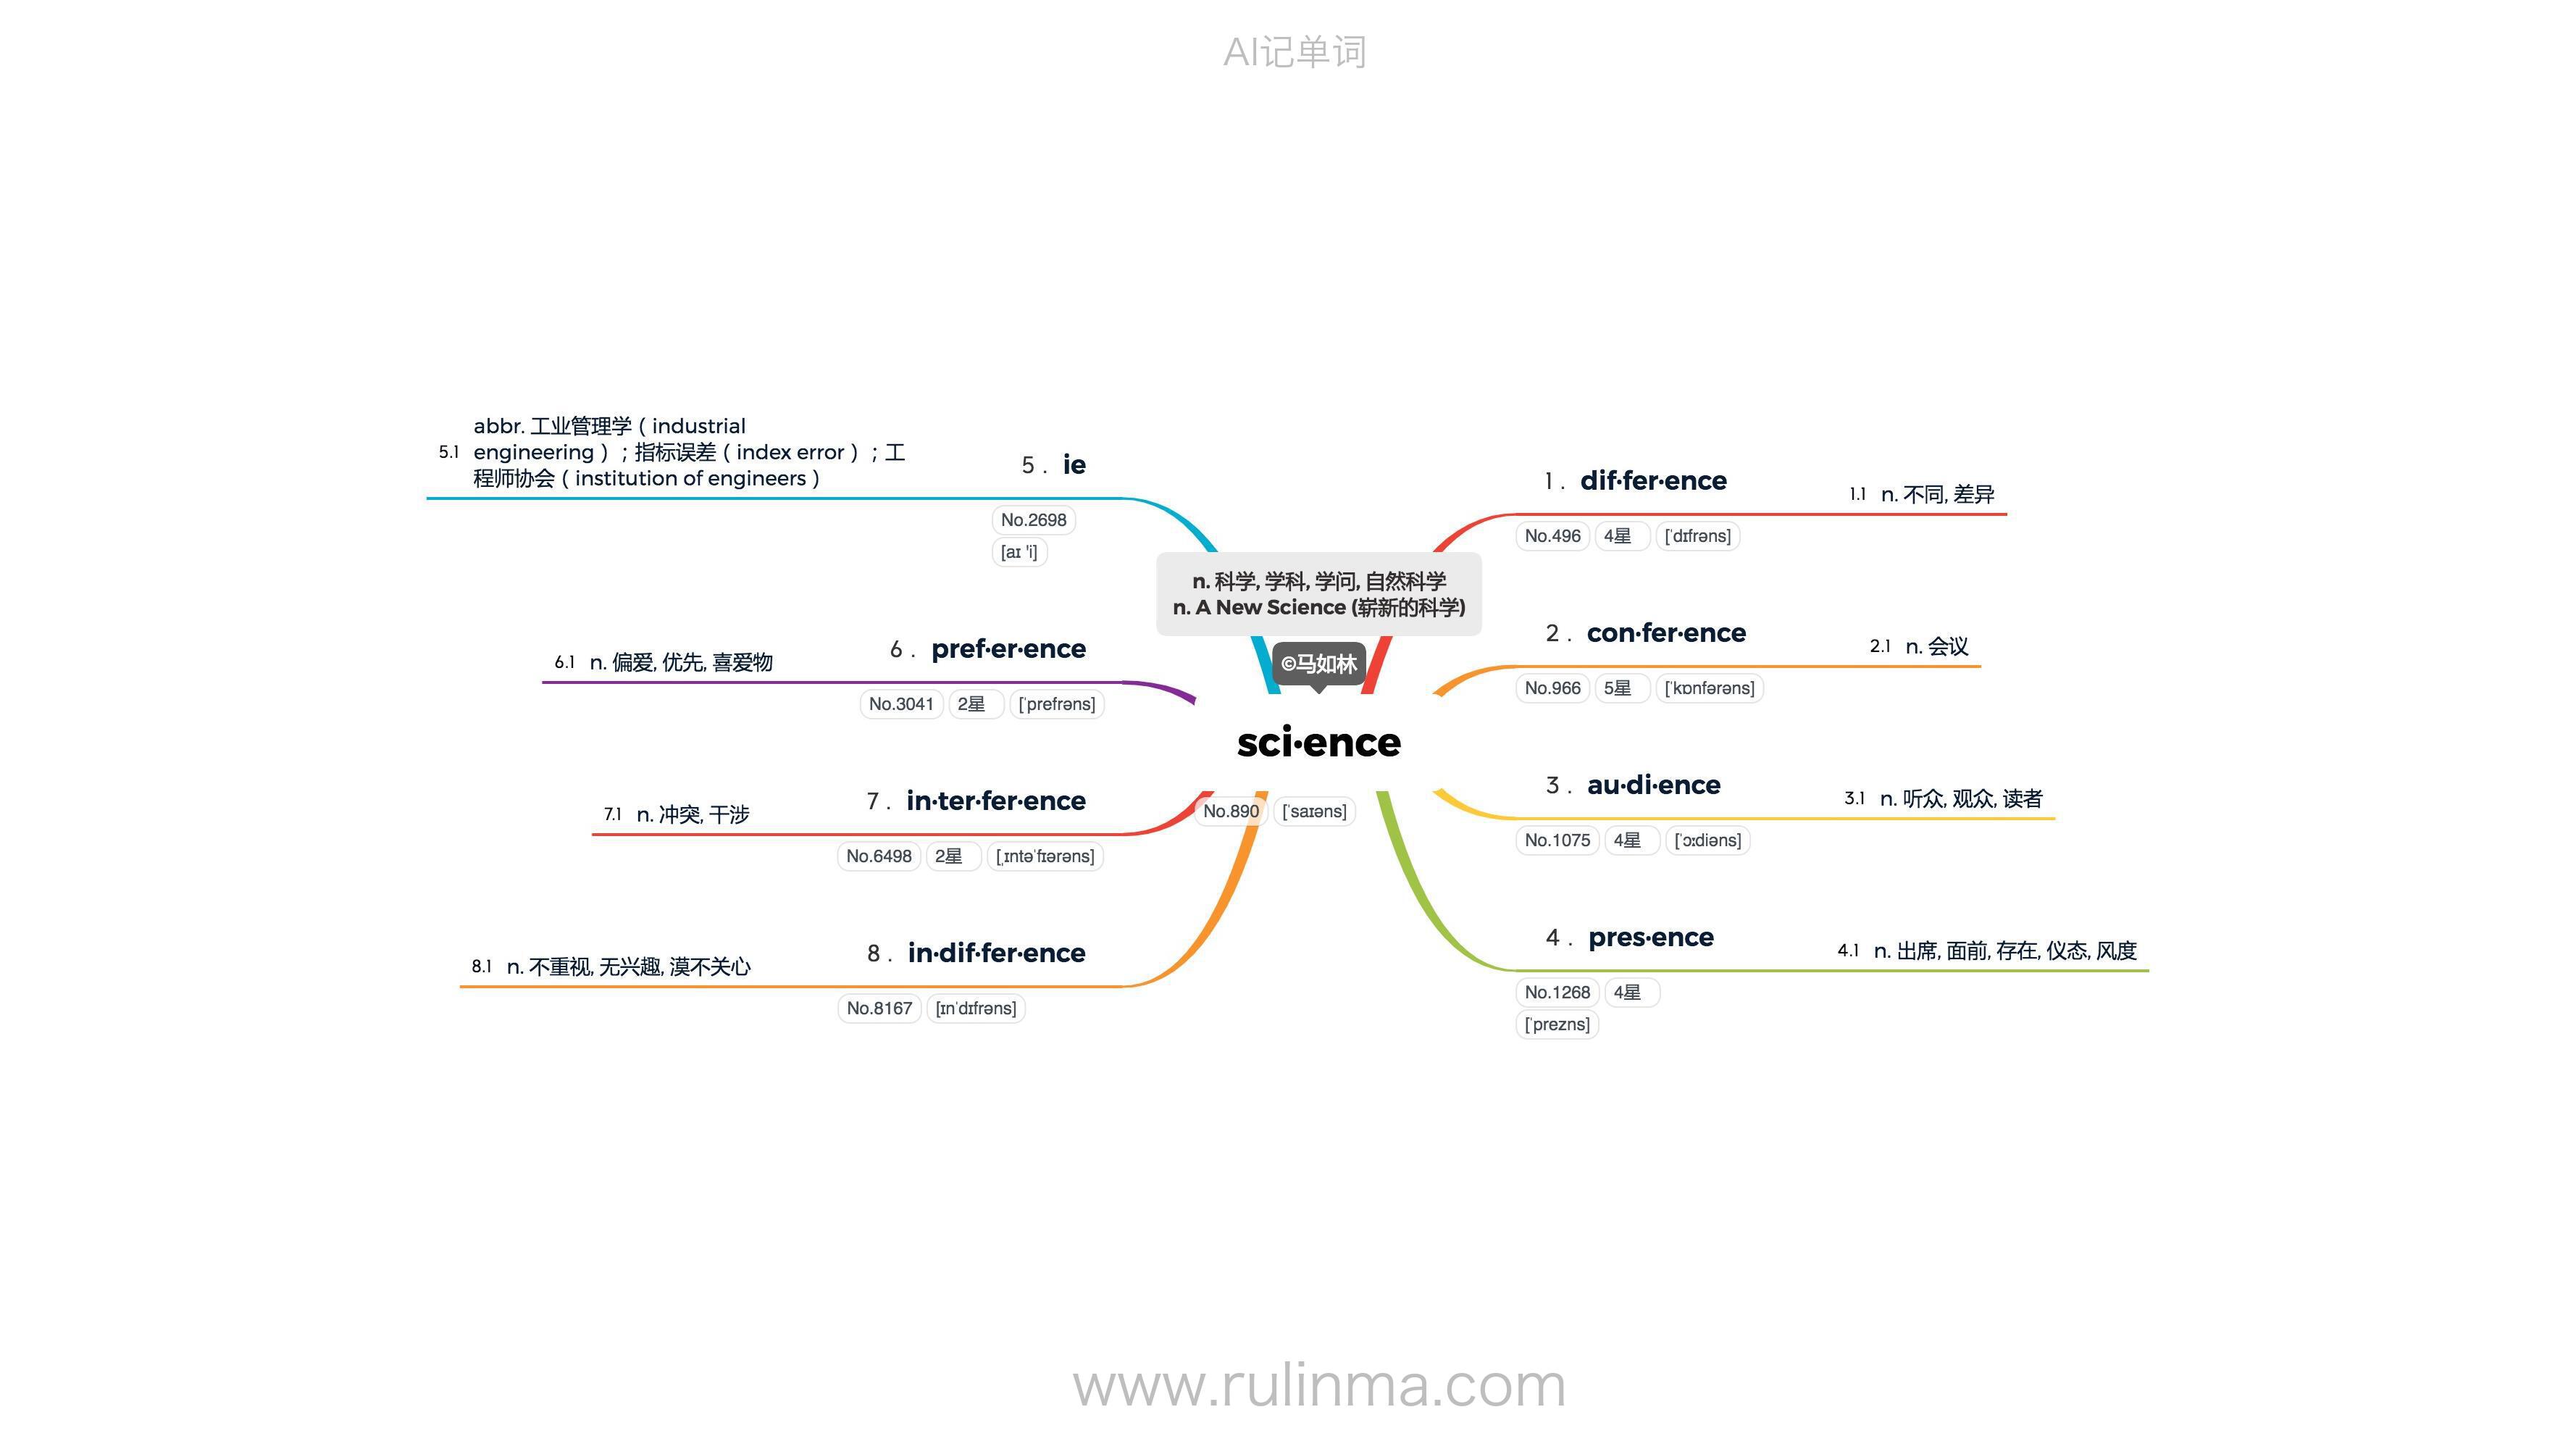 AI记单词
n. 科学, 学科, 学问, 自然科学
n. A New Science (崭新的科学)
©马如林
sci·ence
No.890 [ˈsaɪəns]
1 . dif·fer·ence
1.1 n. 不同, 差异
No.496 4星 [ˈdɪfrəns]
2 . con·fer·ence
2.1 n. 会议
No.966 5星 [ˈkɒnfərəns]
3 . au·di·ence
3.1 n. 听众, 观众, 读者
No.1075 4星 [ˈɔːdiəns]
4 . pres·ence
4.1 n. 出席, 面前, 存在, 仪态, 风度
No.1268 4星
[ˈprezns]
5 . ie
5.1 abbr. 工业管理学（industrial
engineering）；指标误差（index error）；工
程师协会（institution of engineers）
No.2698
[aɪ 'i]
6 . pref·er·ence
6.1 n. 偏爱, 优先, 喜爱物
No.3041 2星 [ˈprefrəns]
7 . in·ter·fer·ence
7.1 n. 冲突, 干涉
No.6498 2星 [ˌɪntəˈfɪərəns]
8 . in·dif·fer·ence
8.1 n. 不重视, 无兴趣, 漠不关心
No.8167 [ɪnˈdɪfrəns]
www.rulinma.com